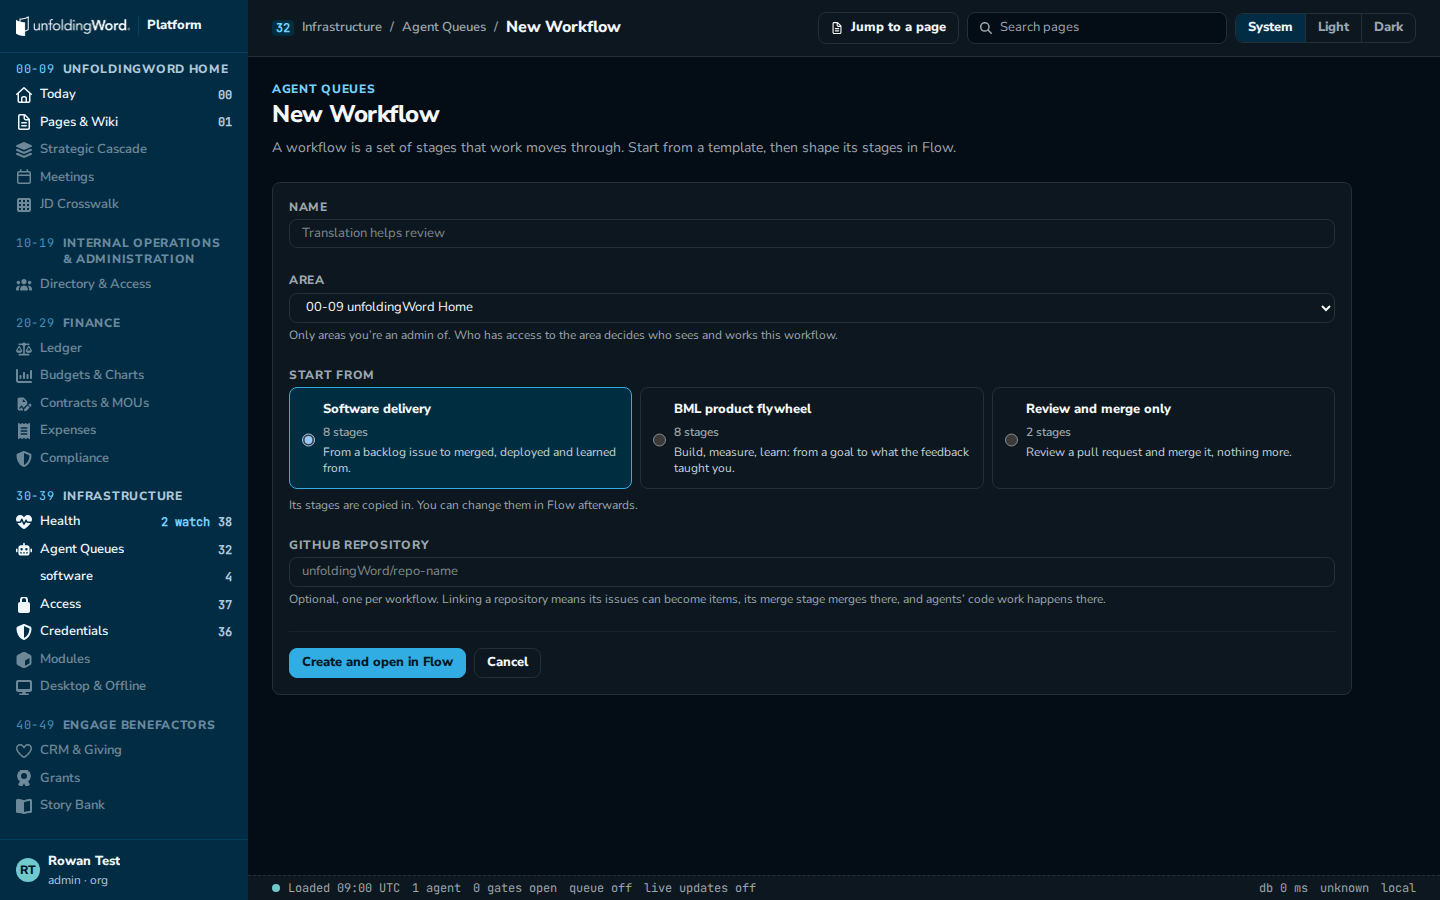 unfoldingWord® Platform
00-09 UNFOLDINGWORD HOME
Today 00
Pages & Wiki 01
Strategic Cascade
Meetings
JD Crosswalk
10-19 INTERNAL OPERATIONS
& ADMINISTRATION
Directory & Access
20-29 FINANCE
Ledger
Budgets & Charts
Contracts & MOUs
Expenses
Compliance
30-39 INFRASTRUCTURE
Health 2 watch 38
Agent Queues 32
software 4
Access 37
Credentials 36
Modules
Desktop & Offline
40-49 ENGAGE BENEFACTORS
CRM & Giving
Grants
Story Bank
RT Rowan Test
admin · org
32 Infrastructure / Agent Queues / New Workflow
Jump to a page
Search pages
System Light Dark
AGENT QUEUES
New Workflow
A workflow is a set of stages that work moves through. Start from a template, then shape its stages in Flow.
NAME
Translation helps review
AREA
00-09 unfoldingWord Home
Only areas you’re an admin of. Who has access to the area decides who sees and works this workflow.
START FROM
Software delivery
8 stages
From a backlog issue to merged, deployed and learned
from.
BML product flywheel
8 stages
Build, measure, learn: from a goal to what the feedback
taught you.
Review and merge only
2 stages
Review a pull request and merge it, nothing more.
Its stages are copied in. You can change them in Flow afterwards.
GITHUB REPOSITORY
unfoldingWord/repo-name
Optional, one per workflow. Linking a repository means its issues can become items, its merge stage merges there, and agents’ code work happens there.
Create and open in Flow Cancel
Loaded 09:00 UTC 1 agent 0 gates open queue off live updates off
db 0 ms unknown local